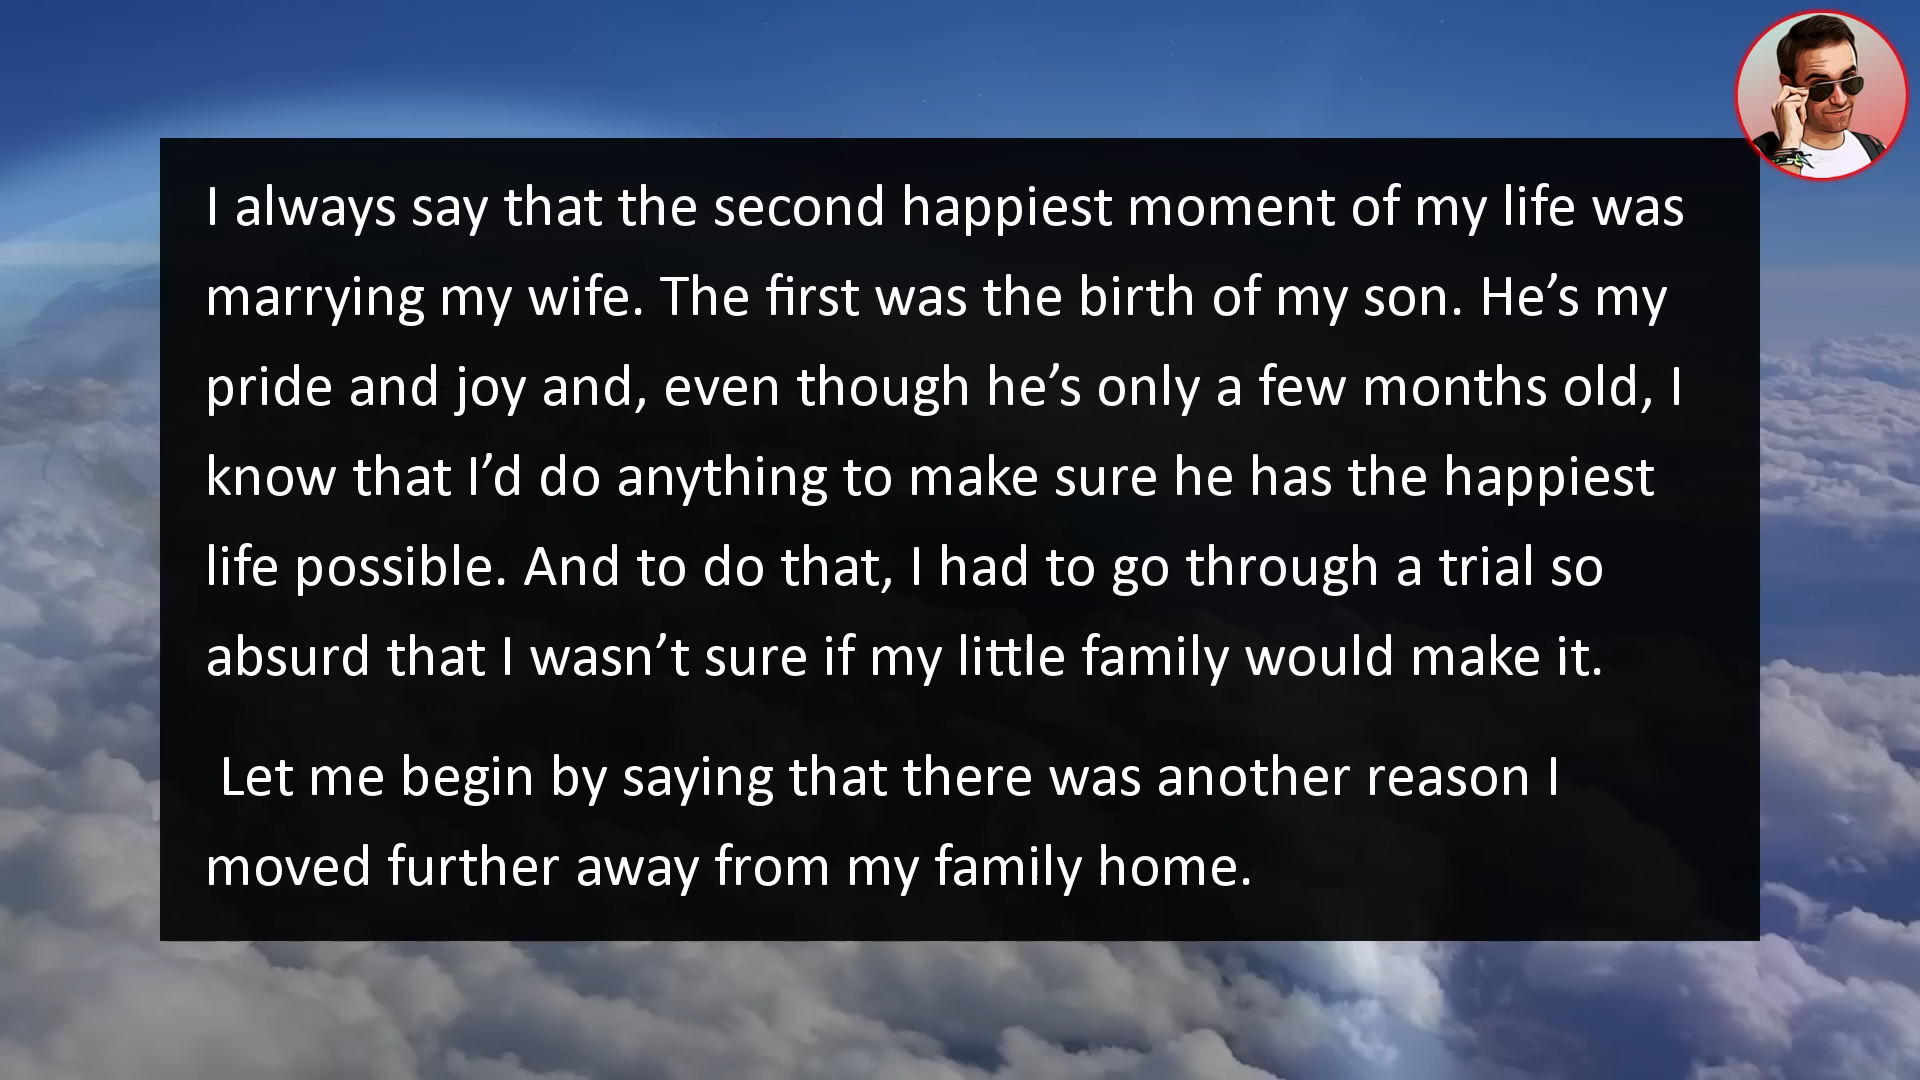 I always say that the second happiest moment of my life was
marrying my wife. The first was the birth of my son. He’s my
pride and joy and, even though he’s only a few months old, I
know that I’d do anything to make sure he has the happiest
life possible. And to do that, I had to go through a trial so
absurd that I wasn’t sure if my little family would make it.
Let me begin by saying that there was another reason I
moved further away from my family home.